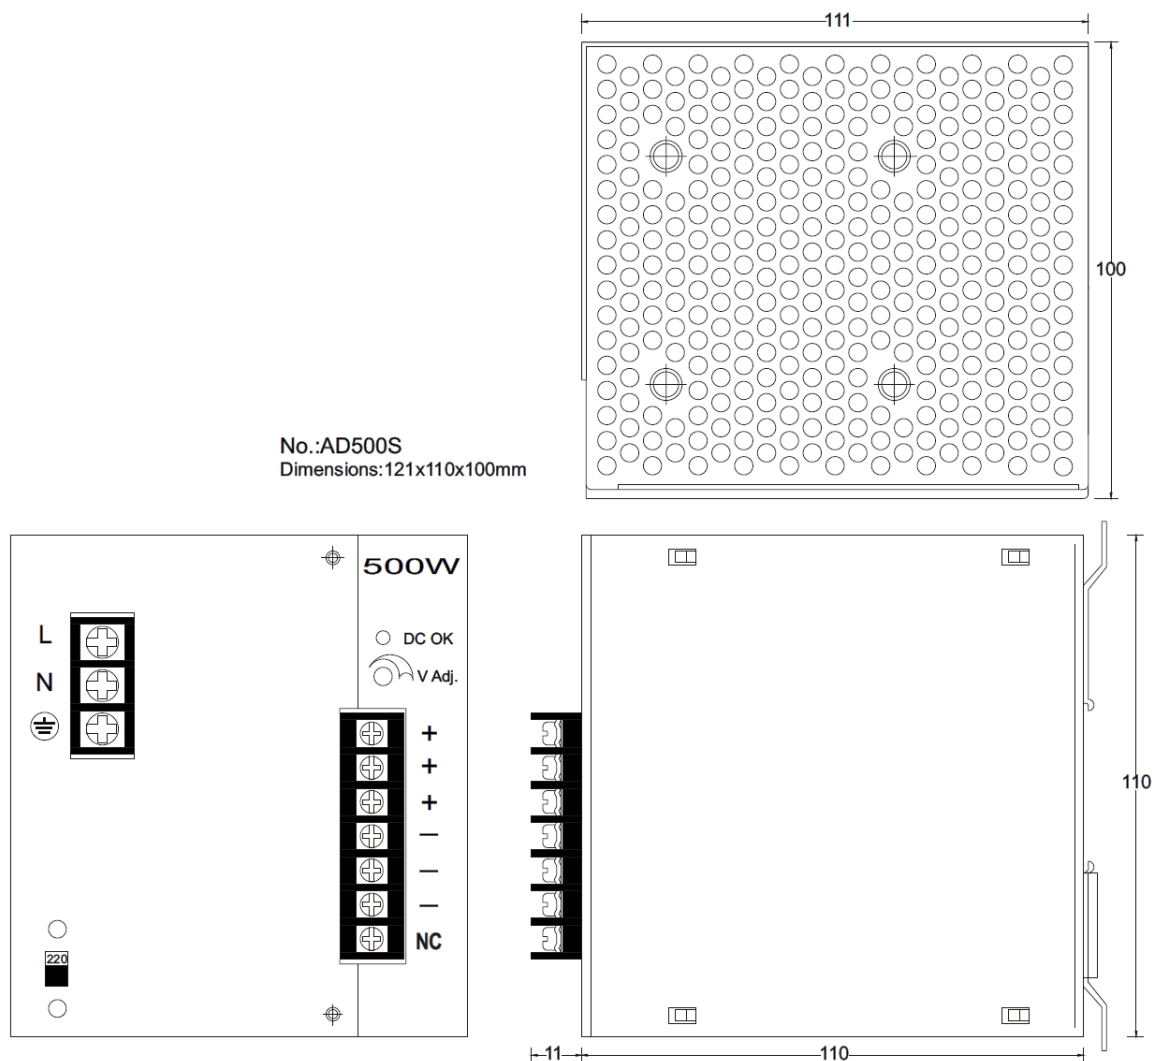 111
100
No.:AD500S
Dimensions:121x110x100mm
500W
L
DC OK
N
V Adj.
+
+
+
110
—
—
—
NC
220
11
110